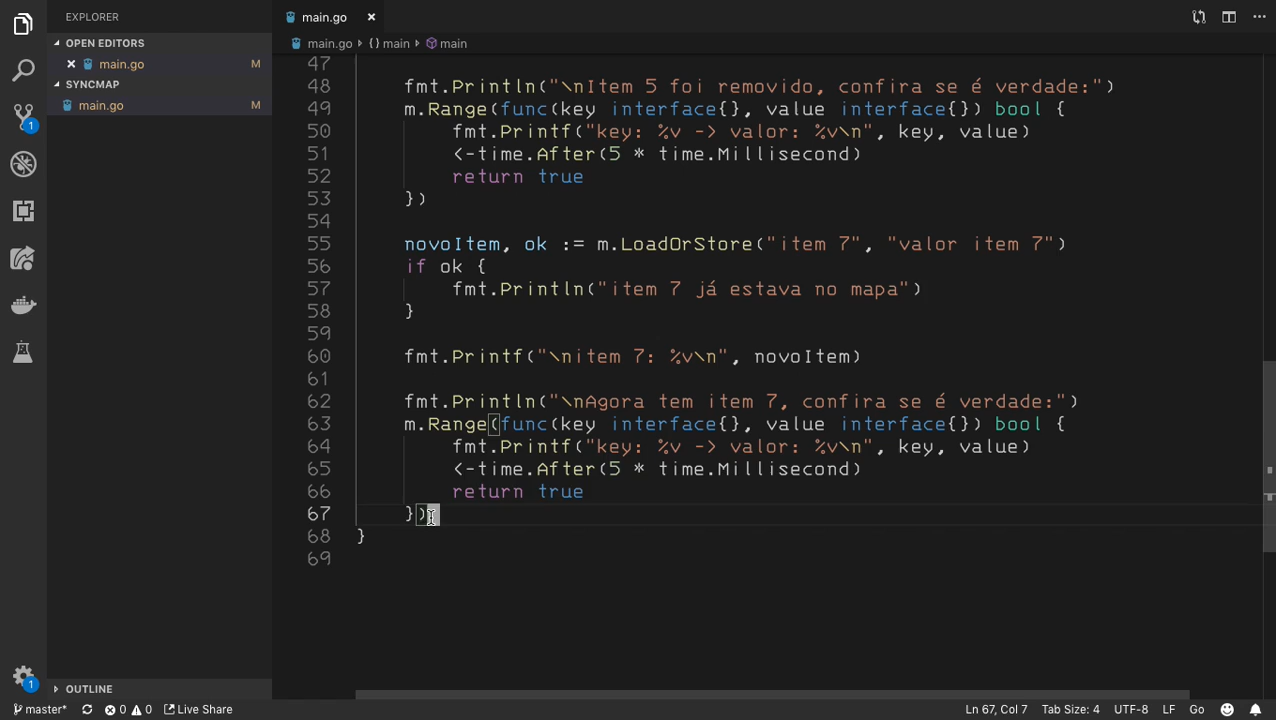 EXPLORER
OPEN EDITORS
main.go M
SYNCMAP
main.go M
OUTLINE
main.go
main.go main main
47
48 fmt.Println("\nItem 5 foi removido, confira se é verdade:")
49 m.Range(func(key interface{}, value interface{}) bool {
50 fmt.Printf("key: %v -> valor: %v\n", key, value)
51 <-time.After(5 * time.Millisecond)
52 return true
53 })
54
55 novoItem, ok := m.LoadOrStore("item 7", "valor item 7")
56 if ok {
57 fmt.Println("item 7 já estava no mapa")
58 }
59
60 fmt.Printf("\nitem 7: %v\n", novoItem)
61
62 fmt.Println("\nAgora tem item 7, confira se é verdade:")
63 m.Range(func(key interface{}, value interface{}) bool {
64 fmt.Printf("key: %v -> valor: %v\n", key, value)
65 <-time.After(5 * time.Millisecond)
66 return true
67 })
68 }
69
1
1
master* 0 0 Live Share Ln 67, Col 7 Tab Size: 4 UTF-8 LF Go